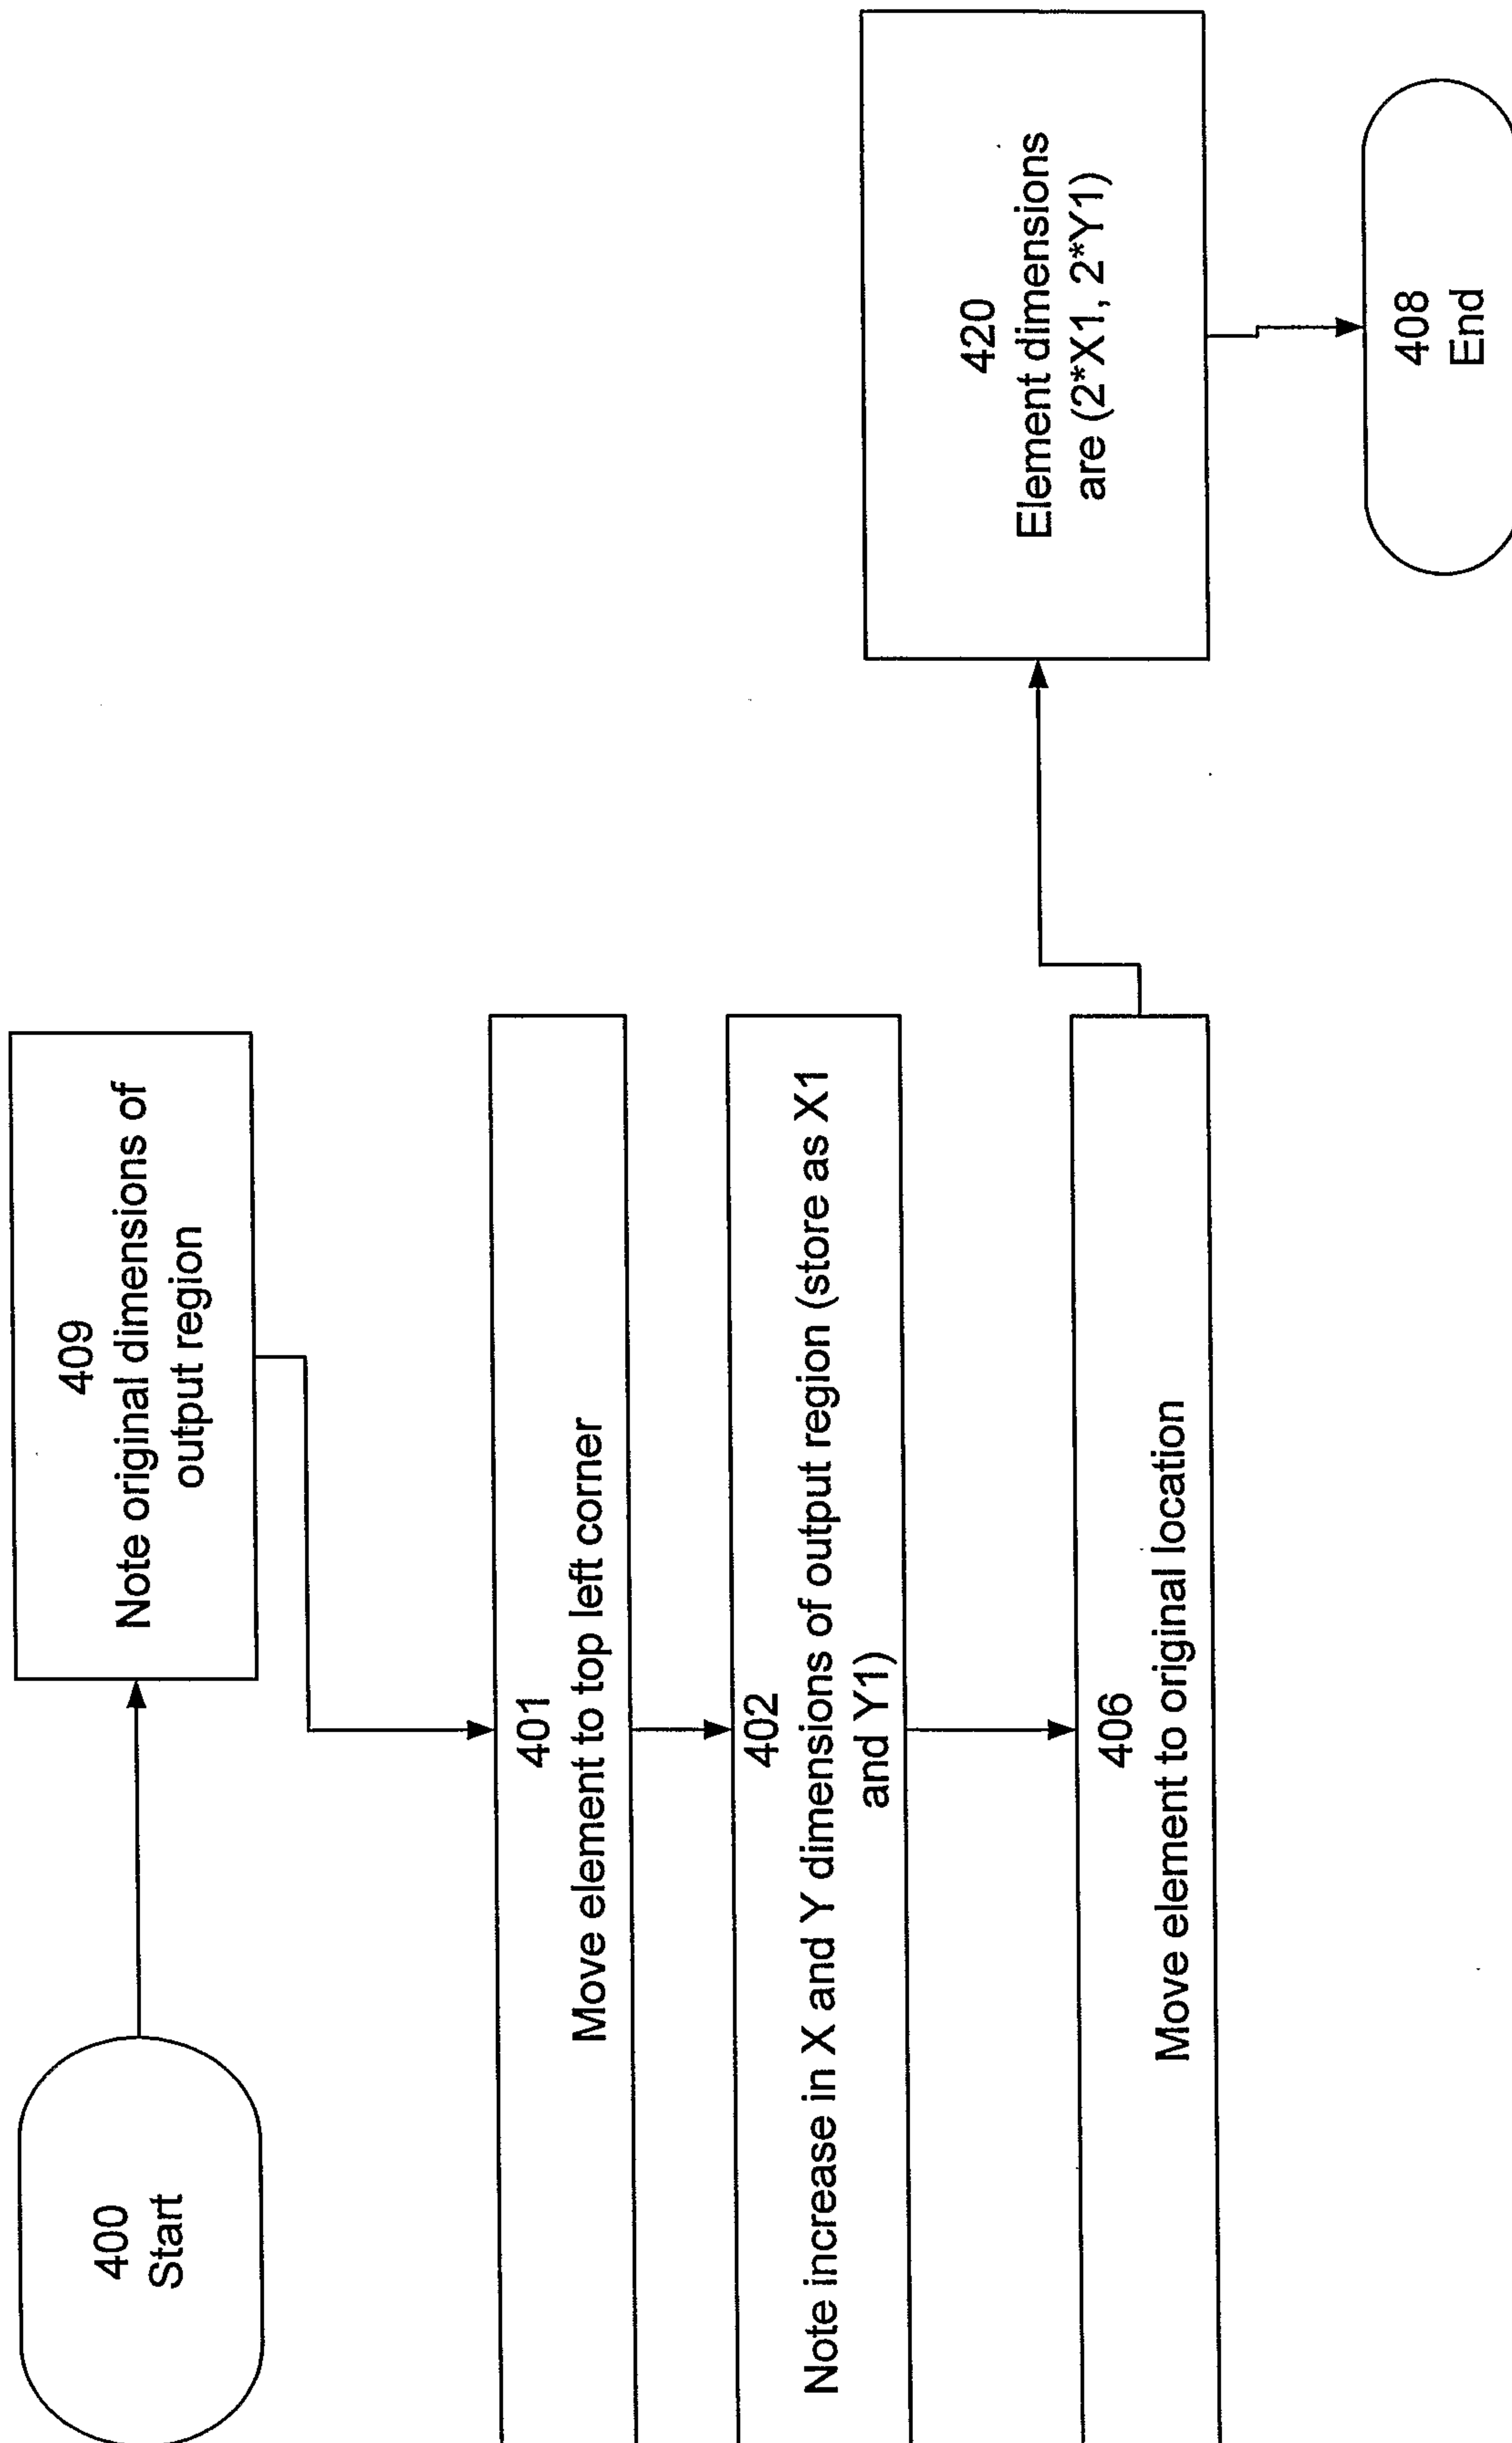 400
Start
409
Note original dimensions of
output region
401
Move element to top left corner
402
Note increase in X and Y dimensions of output region (store as X1
and Y1)
406
Move element to original location
420
Element dimensions
are (2*X1, 2*Y1)
408
End